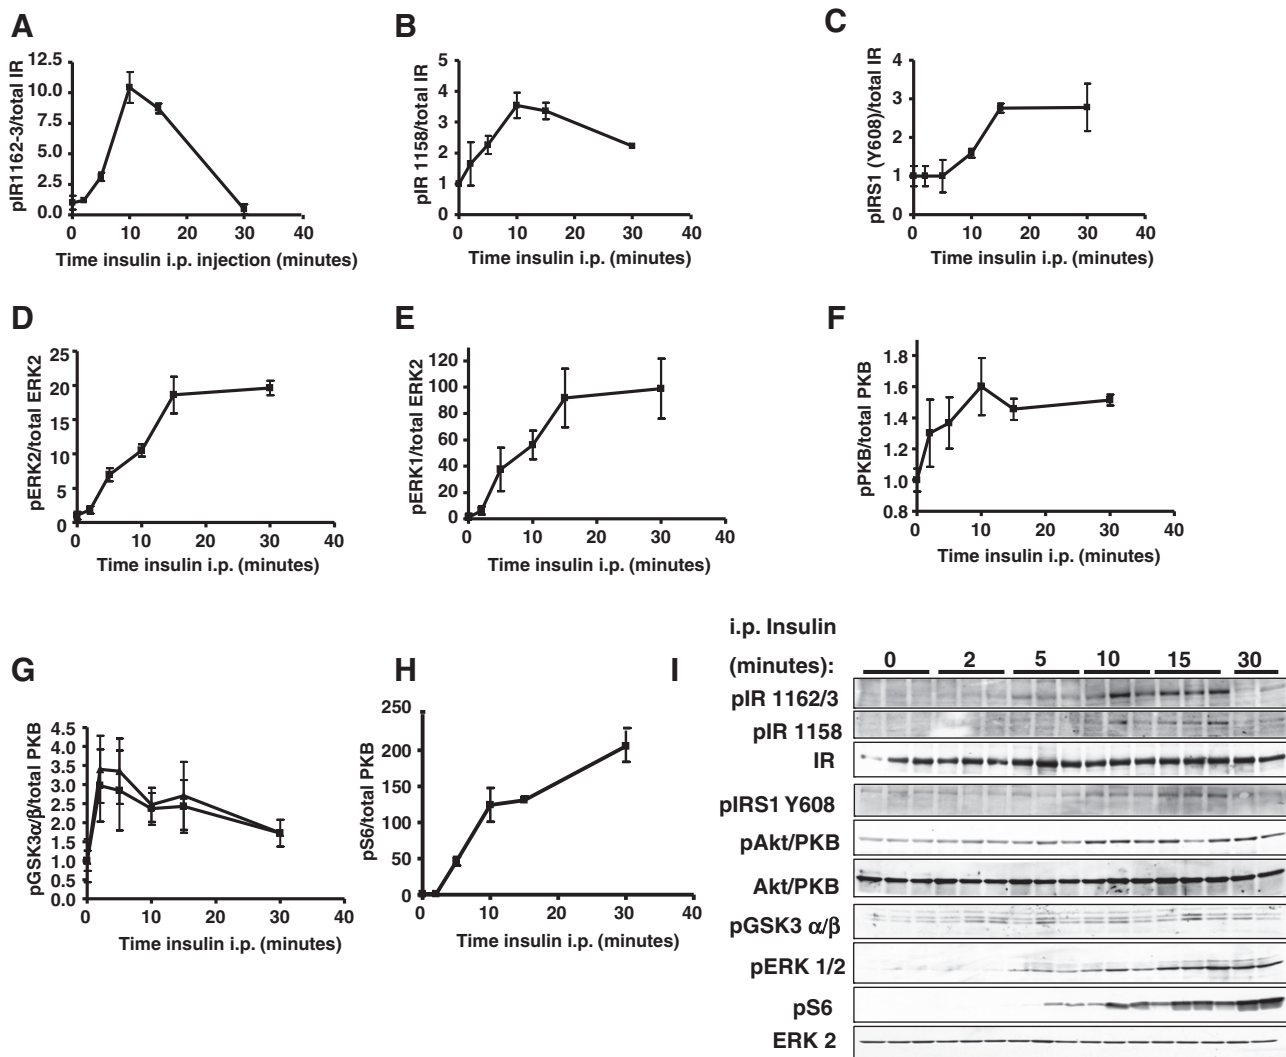 A
pIR1162-3/total IR
12.5
10.0
7.5
5.0
2.5
0.0
0 10 20 30 40
Time insulin i.p. injection (minutes)
B
pIR 1158/total IR
5
4
3
2
1
0
0 10 20 30 40
Time insulin i.p. (minutes)
C
pIRS1 (Y608)/total IR
4
3
2
1
0
0 10 20 30 40
Time insulin i.p. (minutes)
D
pERK2/total ERK2
25
20
15
10
5
0
0 10 20 30 40
Time insulin i.p. (minutes)
E
pERK1/total ERK2
120
100
80
60
40
20
0
0 10 20 30 40
Time insulin i.p. (minutes)
F
pPKB/total PKB
1.8
1.6
1.4
1.2
1.0
0.8
0 10 20 30 40
Time insulin i.p. (minutes)
G
pGSK3α/β/total PKB
4.5
4.0
3.5
3.0
2.5
2.0
1.5
1.0
0.5
0.0
0 10 20 30 40
Time insulin i.p. (minutes)
H
pS6/total PKB
250
200
150
100
50
0
0 10 20 30 40
Time insulin i.p. (minutes)
I
i.p. Insulin
(minutes): 0 2 5 10 15 30
pIR 1162/3
pIR 1158
IR
pIRS1 Y608
pAkt/PKB
Akt/PKB
pGSK3 α/β
pERK 1/2
pS6
ERK 2